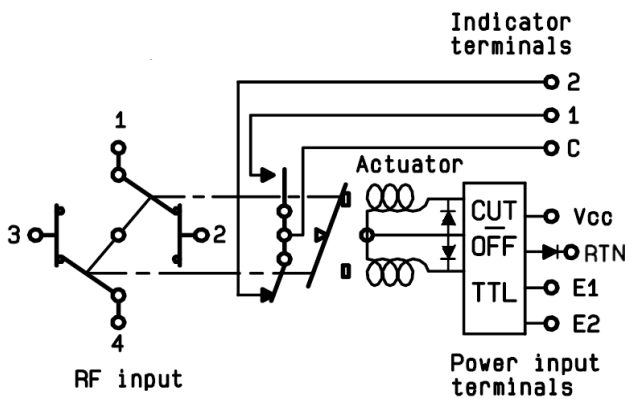 Indicator
terminals
2
1
C
1
Actuator
3
2
4
CUT
OFF
TTL
Vcc
RTN
E1
E2
RF input
Power input
terminals